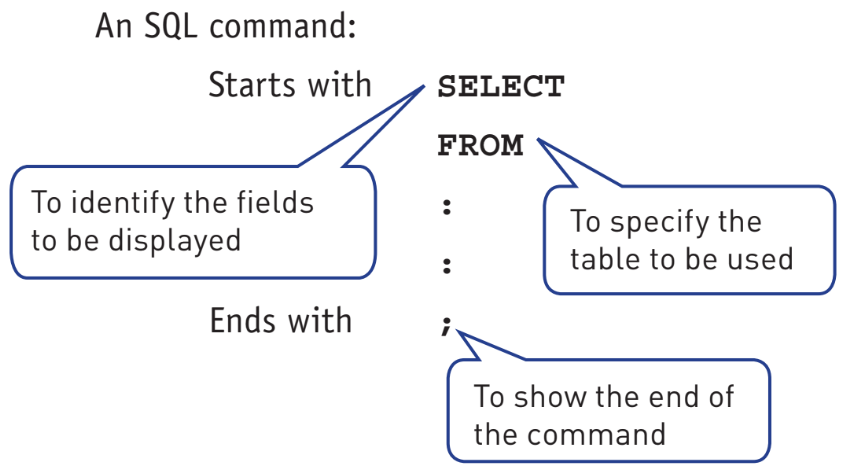 An SQL command:
Starts with SELECT
FROM
To identify the fields
to be displayed
:
To specify the
table to be used
:
Ends with ;
To show the end of
the command